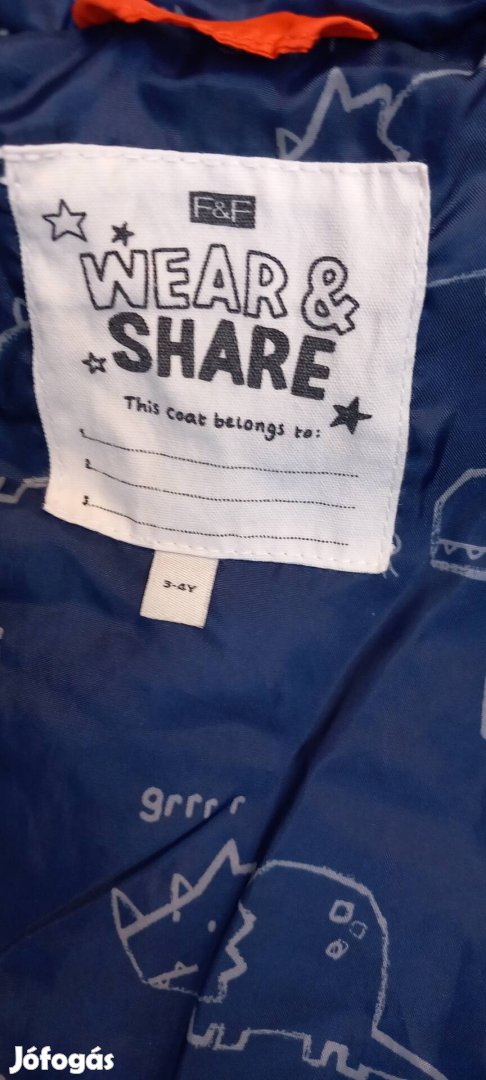 F&F
WEAR &
SHARE
This coat belongs to:
1.
2.
3.
3-4Y
grrrr
Jófogás